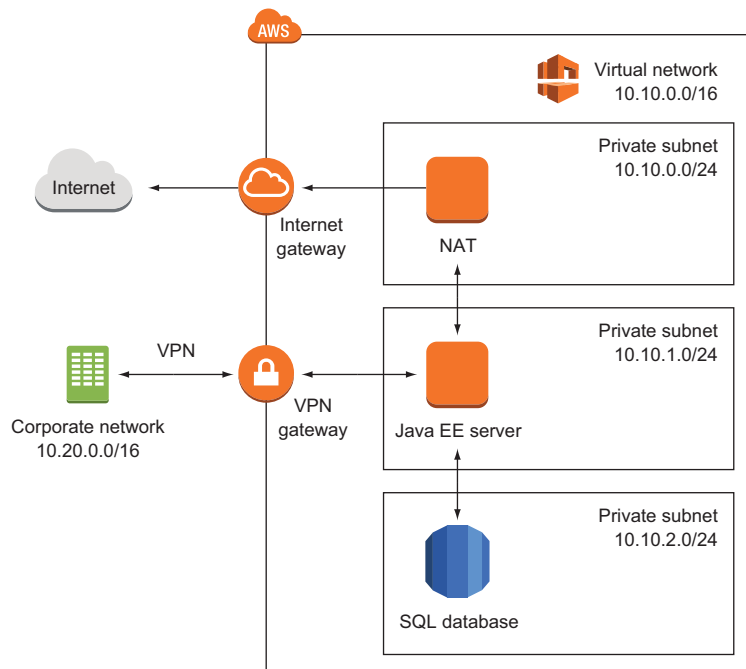 AWS
Virtual network
10.10.0.0/16
Private subnet
10.10.0.0/24
Internet
Internet
gateway
NAT
Private subnet
10.10.1.0/24
VPN
VPN
gateway
Java EE server
Corporate network
10.20.0.0/16
Private subnet
10.10.2.0/24
SQL database